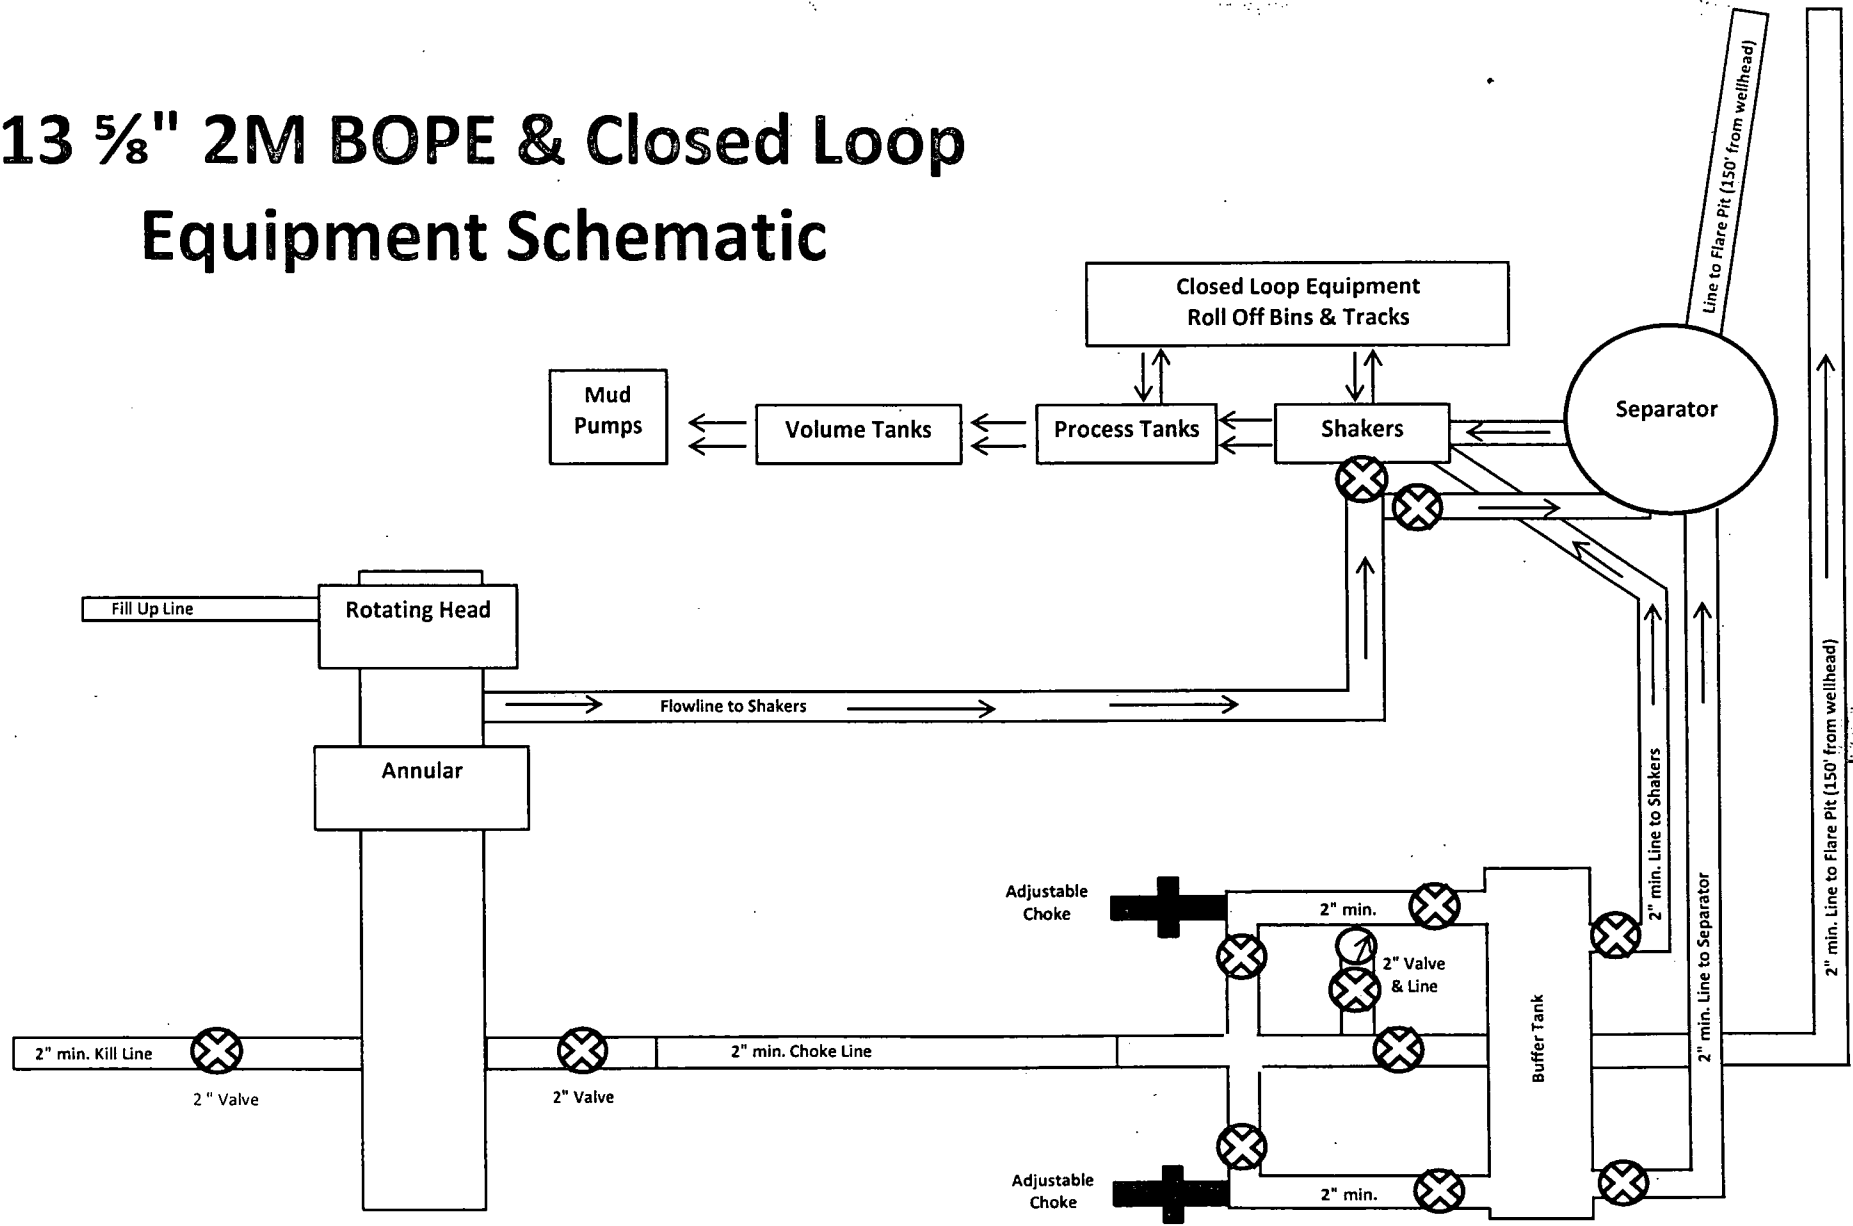 13 ⅝" 2M BOPE & Closed Loop
Equipment Schematic
Line to Flare Pit (150' from wellhead)
Closed Loop Equipment
Roll Off Bins & Tracks
Mud
Pumps
Volume Tanks
Process Tanks
Shakers
Separator
Fill Up Line
Rotating Head
Flowline to Shakers
Annular
2" min. Line to Shakers
2" min. Line to Separator
2" min. Line to Flare Pit (150' from wellhead)
Adjustable
Choke
2" min.
2" Valve
& Line
Buffer Tank
2" min. Kill Line
2 " Valve
2" min. Choke Line
2" Valve
Adjustable
Choke
2" min.